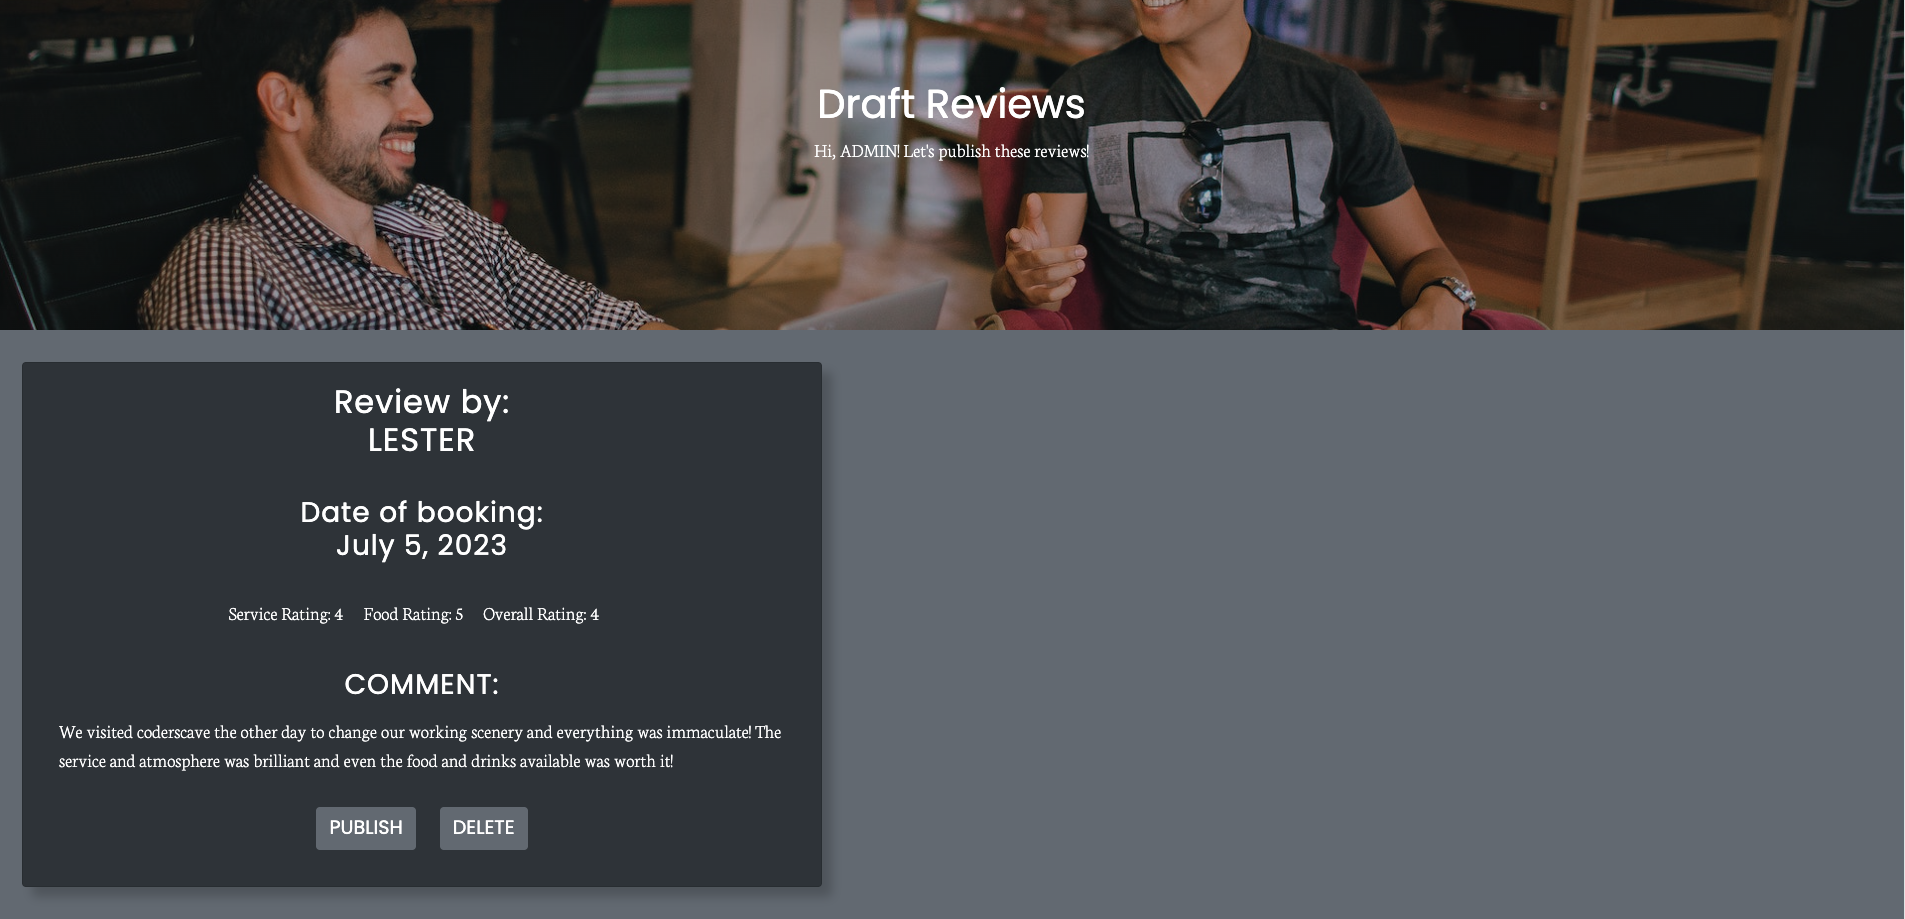 Draft Reviews
Hi, ADMIN! Let's publish these reviews!
Review by:
LESTER
Date of booking:
July 5, 2023
Service Rating: 4 Food Rating: 5 Overall Rating: 4
COMMENT:
We visited coderscave the other day to change our working scenery and everything was immaculate! The
service and atmosphere was brilliant and even the food and drinks available was worth it!
PUBLISH DELETE